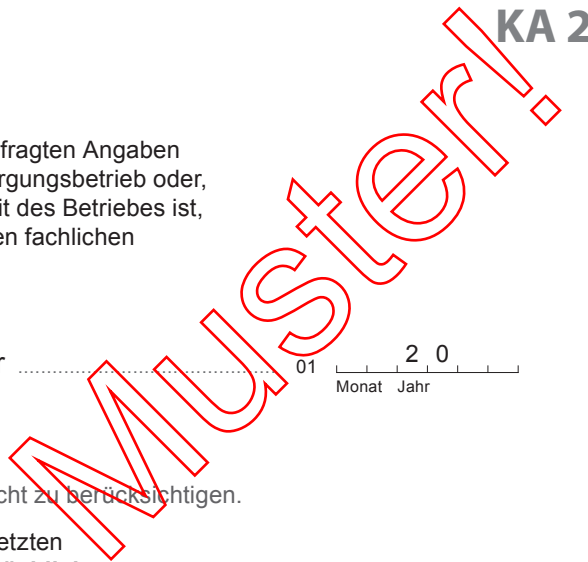 KA 2
fragten Angaben
rgungsbetrieb oder,
it des Betriebes ist,
en fachlichen
r 01 2 0
Monat Jahr
cht zu berücksichtigen.
etzten
Muster!